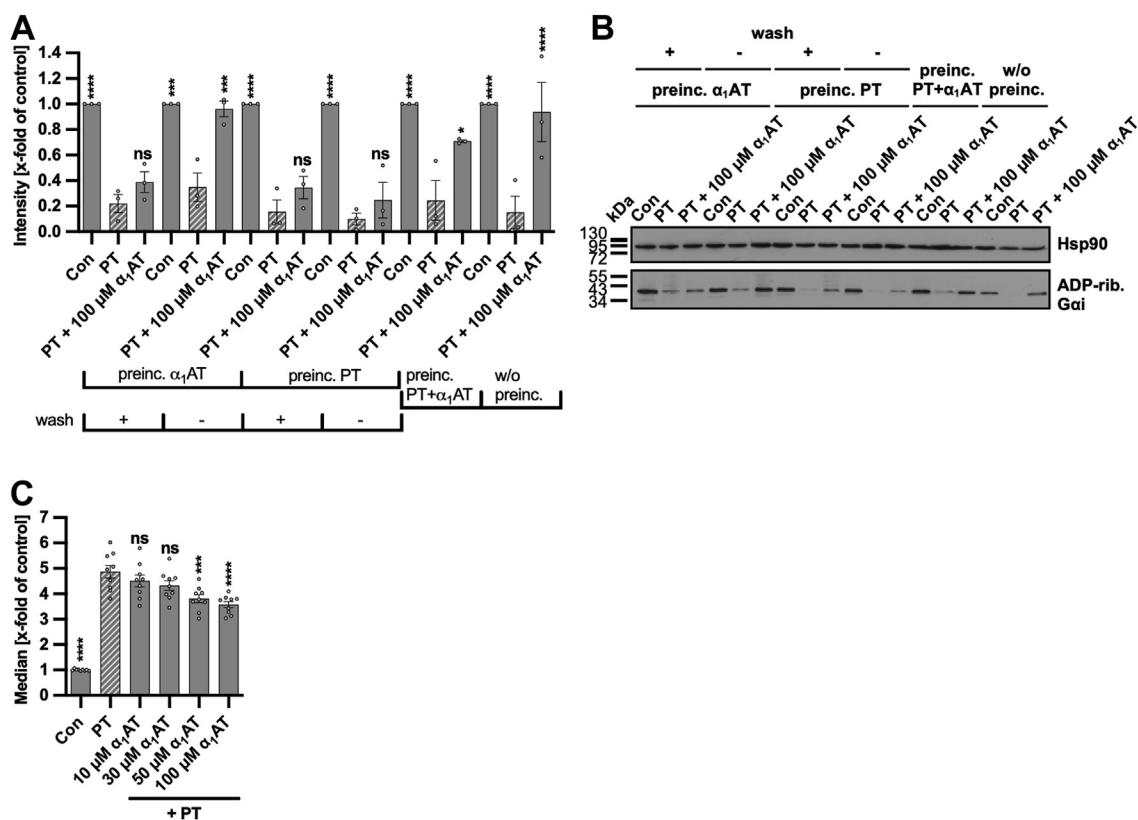 A
Intensity [x-fold of control]
1.4
1.2
1.0
0.8
0.6
0.4
0.2
0.0
**** ns *** *** **** ns **** ns **** * **** ****
Con PT PT + 100 µM α₁AT Con PT PT + 100 µM α₁AT Con PT PT + 100 µM α₁AT Con PT PT + 100 µM α₁AT Con PT PT + 100 µM α₁AT Con PT PT + 100 µM α₁AT
preinc. α₁AT preinc. PT preinc. w/o
PT+α₁AT preinc.
wash + - + -
B
wash
+ - + -
preinc. w/o
preinc. α₁AT preinc. PT PT+α₁AT preinc.
kDa Con PT PT + 100 µM α₁AT Con PT PT + 100 µM α₁AT Con PT PT + 100 µM α₁AT Con PT PT + 100 µM α₁AT Con PT PT + 100 µM α₁AT Con PT PT + 100 µM α₁AT
130
95 Hsp90
72
55 ADP-rib.
43 Gαi
34
C
Median [x-fold of control]
7
6
5
4
3
2
1
0
**** ns ns *** ****
Con PT 10 µM α₁AT 30 µM α₁AT 50 µM α₁AT 100 µM α₁AT
+ PT